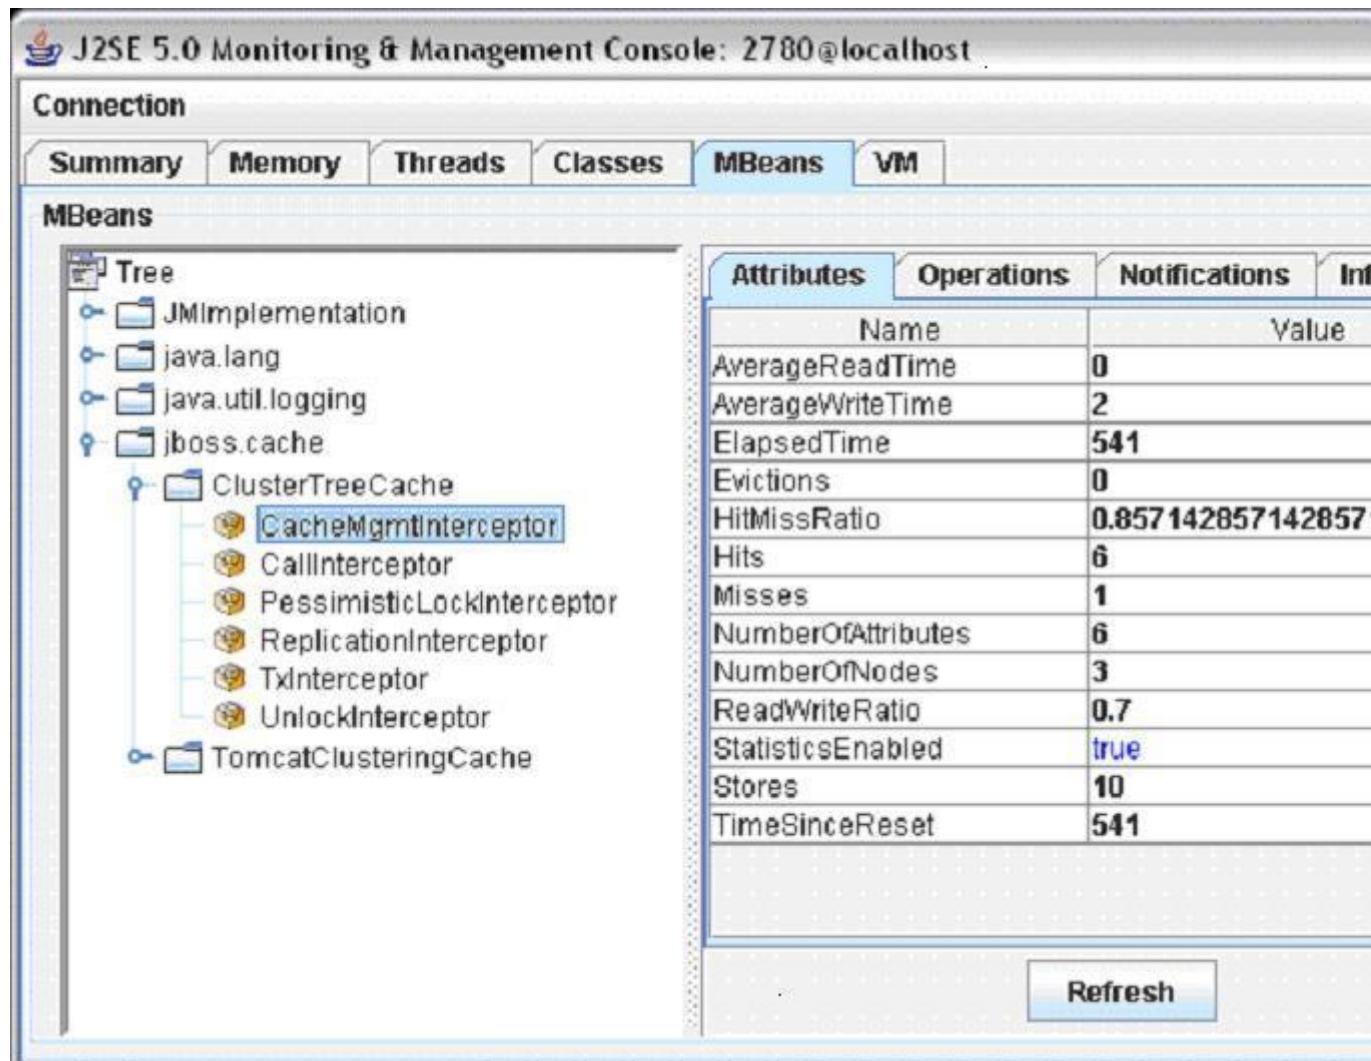 J2SE 5.0 Monitoring & Management Console: 2780@localhost
Connection
Summary Memory Threads Classes MBeans VM
MBeans
Tree
JMImplementation
java.lang
java.util.logging
jboss.cache
ClusterTreeCache
CacheMgmtInterceptor
CallInterceptor
PessimisticLockInterceptor
ReplicationInterceptor
TxInterceptor
UnlockInterceptor
TomcatClusteringCache
Attributes Operations Notifications
Name Value
AverageReadTime 0
AverageWriteTime 2
ElapsedTime 541
Evictions 0
HitMissRatio 0.857142857142857
Hits 6
Misses 1
NumberOfAttributes 6
NumberOfNodes 3
ReadWriteRatio 0.7
StatisticsEnabled true
Stores 10
TimeSinceReset 541
Refresh